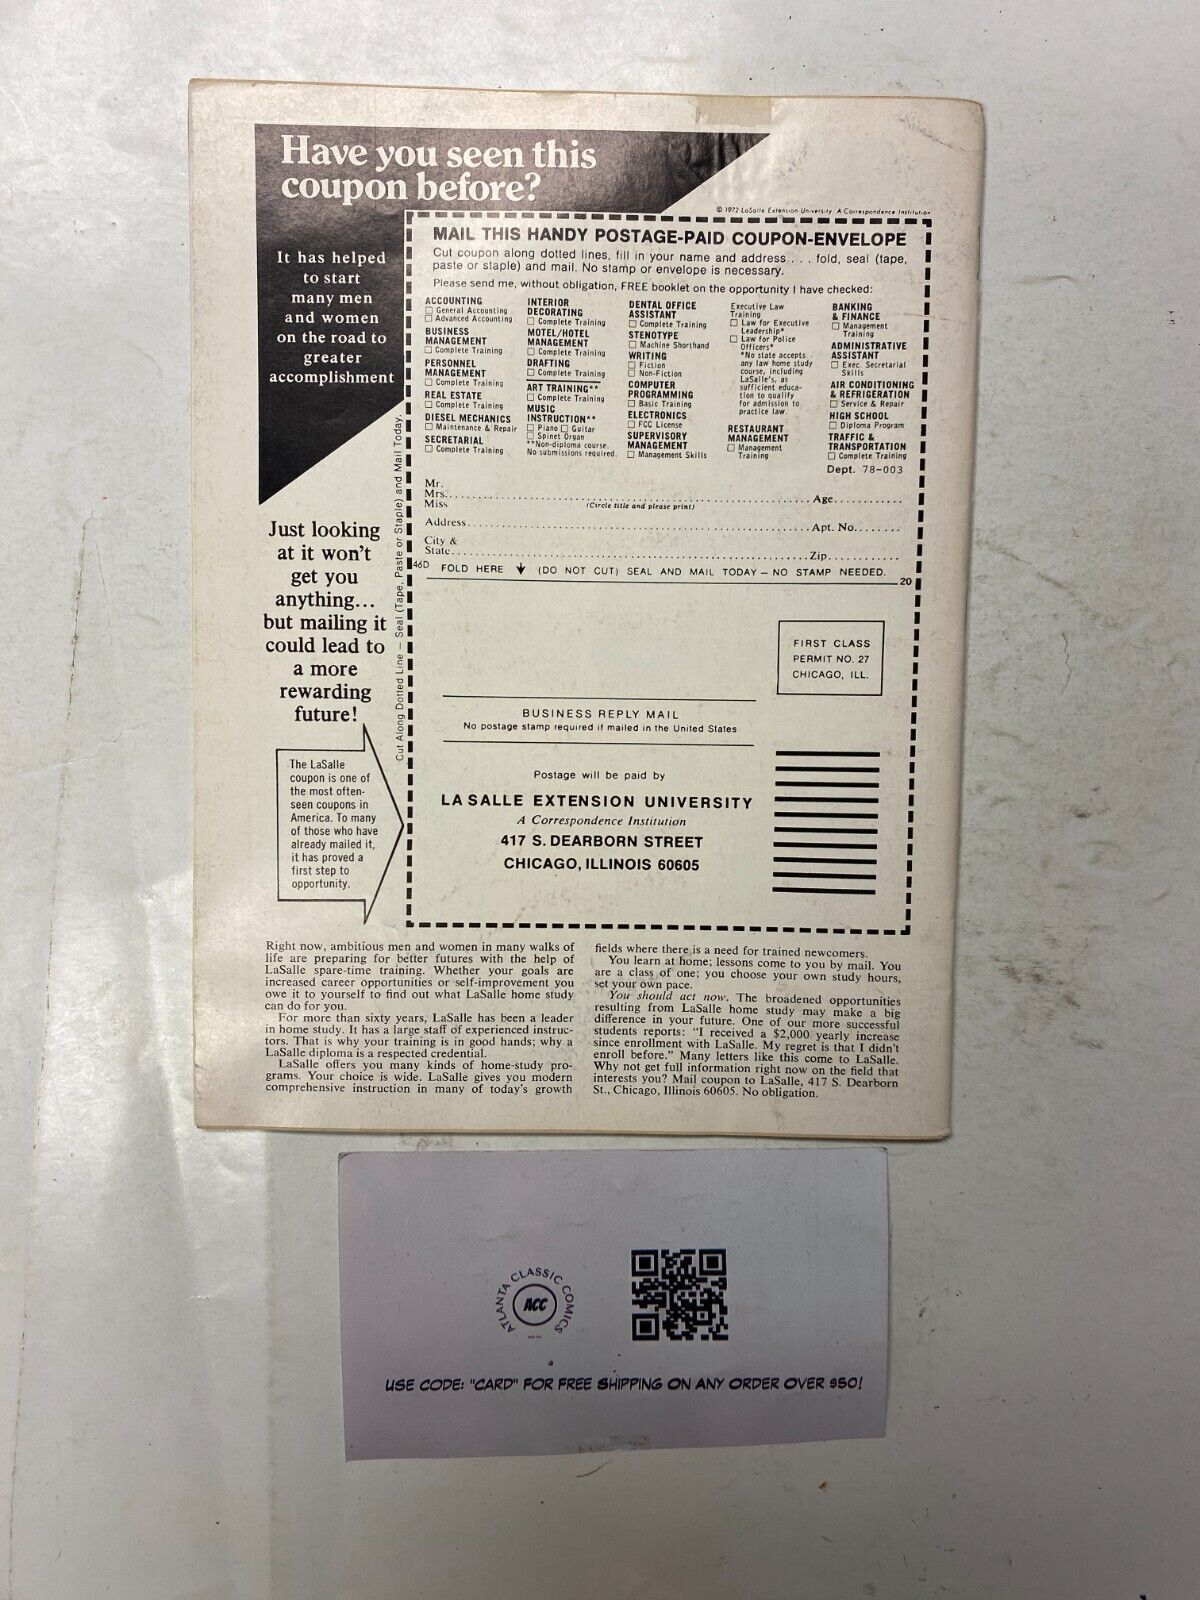 Have you seen this
coupon before?
© 1972 LaSalle Extension University, A Correspondence Institution
It has helped
to start
many men
and women
on the road to
greater
accomplishment
MAIL THIS HANDY POSTAGE-PAID COUPON-ENVELOPE
Cut coupon along dotted lines, fill in your name and address . . . fold, seal (tape,
paste or staple) and mail. No stamp or envelope is necessary.
Please send me, without obligation, FREE booklet on the opportunity I have checked:
ACCOUNTING
☐ General Accounting
☐ Advanced Accounting
BUSINESS
MANAGEMENT
☐ Complete Training
PERSONNEL
MANAGEMENT
☐ Complete Training
REAL ESTATE
☐ Complete Training
DIESEL MECHANICS
☐ Maintenance & Repair
SECRETARIAL
☐ Complete Training
INTERIOR
DECORATING
☐ Complete Training
MOTEL/HOTEL
MANAGEMENT
☐ Complete Training
DRAFTING
☐ Complete Training
ART TRAINING**
MUSIC
INSTRUCTION**
☐ Piano ☐ Guitar
☐ Spinet Organ
**Non-diploma course.
No submissions required.
DENTAL OFFICE
ASSISTANT
☐ Complete Training
STENOTYPE
☐ Machine Shorthand
WRITING
☐ Fiction
☐ Non-Fiction
COMPUTER
PROGRAMMING
☐ Basic Training
ELECTRONICS
☐ FCC License
SUPERVISORY
MANAGEMENT
☐ Management Skills
Executive Law
Training
☐ Law for Executive
Leadership*
☐ Law for Police
Officers*
*No state accepts
any law home study
course, including
LaSalle's, as
sufficient educa-
tion to qualify
for admission to
practice law.
RESTAURANT
MANAGEMENT
☐ Management
Training
BANKING
& FINANCE
☐ Management
Training
ADMINISTRATIVE
ASSISTANT
☐ Exec. Secretarial
Skills
AIR CONDITIONING
& REFRIGERATION
☐ Service & Repair
HIGH SCHOOL
☐ Diploma Program
TRAFFIC &
TRANSPORTATION
☐ Complete Training
Dept. 78-003
Mr.
Mrs. Age
Miss (Circle title and please print)
Address Apt. No.
City &
State Zip
46D FOLD HERE (DO NOT CUT) SEAL AND MAIL TODAY – NO STAMP NEEDED. 20
Cut Along Dotted Line – Seal (Tape, Paste or Staple) and Mail Today.
Just looking
at it won't
get you
anything...
but mailing it
could lead to
a more
rewarding
future!
The LaSalle
coupon is one of
the most often-
seen coupons in
America. To many
of those who have
already mailed it,
it has proved a
first step to
opportunity.
FIRST CLASS
PERMIT NO. 27
CHICAGO, ILL.
BUSINESS REPLY MAIL
No postage stamp required if mailed in the United States
Postage will be paid by
LA SALLE EXTENSION UNIVERSITY
A Correspondence Institution
417 S. DEARBORN STREET
CHICAGO, ILLINOIS 60605
Right now, ambitious men and women in many walks of
life are preparing for better futures with the help of
LaSalle spare-time training. Whether your goals are
increased career opportunities or self-improvement you
owe it to yourself to find out what LaSalle home study
can do for you.
For more than sixty years, LaSalle has been a leader
in home study. It has a large staff of experienced instruc-
tors. That is why your training is in good hands; why a
LaSalle diploma is a respected credential.
LaSalle offers you many kinds of home-study pro-
grams. Your choice is wide. LaSalle gives you modern
comprehensive instruction in many of today's growth
fields where there is a need for trained newcomers.
You learn at home; lessons come to you by mail. You
are a class of one; you choose your own study hours,
set your own pace.
You should act now. The broadened opportunities
resulting from LaSalle home study may make a big
difference in your future. One of our more successful
students reports: "I received a $2,000 yearly increase
since enrollment with LaSalle. My regret is that I didn't
enroll before." Many letters like this come to LaSalle.
Why not get full information right now on the field that
interests you? Mail coupon to LaSalle, 417 S. Dearborn
St., Chicago, Illinois 60605. No obligation.
ATLANTA CLASSIC COMICS
ACC
USE CODE: "CARD" FOR FREE SHIPPING ON ANY ORDER OVER $50!